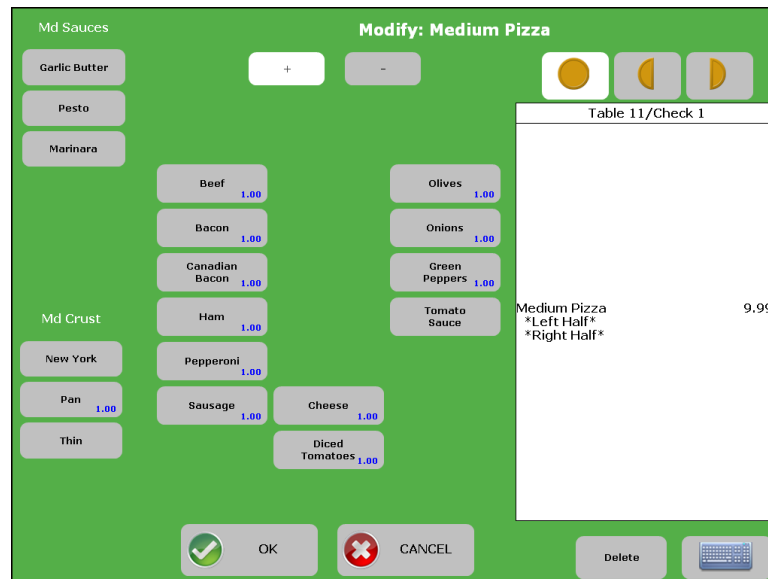 Md Sauces
Modify: Medium Pizza
Garlic Butter
+
-
Pesto
Table 11/Check 1
Marinara
Beef
1.00
Olives
1.00
Bacon
1.00
Onions
1.00
Canadian
Bacon 1.00
Green
Peppers 1.00
Md Crust
Ham
1.00
Tomato
Sauce
Medium Pizza 9.99
*Left Half*
*Right Half*
New York
Pepperoni
1.00
Pan
1.00
Sausage
1.00
Cheese
1.00
Thin
Diced
Tomatoes 1.00
OK
CANCEL
Delete